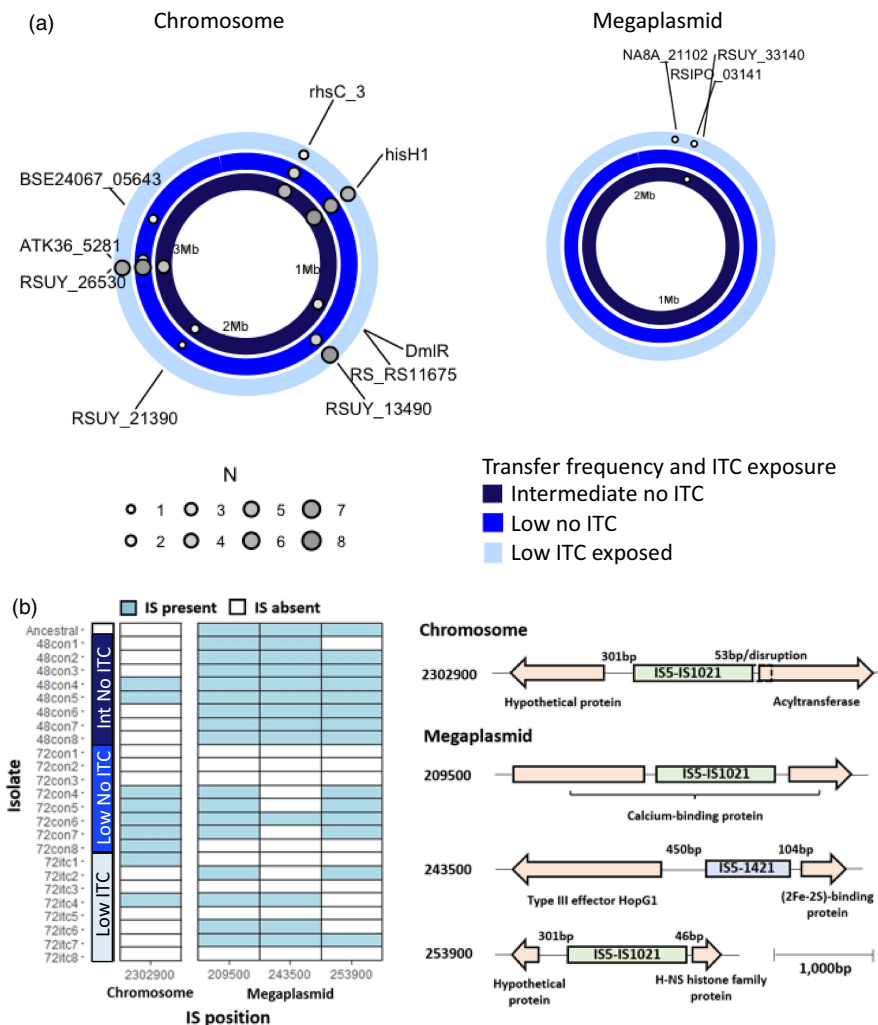 (a)
Chromosome
Megaplasmid
rhsC_3
hisH1
BSE24067_05643
ATK36_5281
RSUY_26530
3Mb
1Mb
2Mb
DmlR
RS_RS11675
RSUY_13490
RSUY_21390
NA8A_21102 RSUY_33140
RSIPO_03141
2Mb
1Mb
N
1 3 5 7
2 4 6 8
Transfer frequency and ITC exposure
Intermediate no ITC
Low no ITC
Low ITC exposed
(b)
IS present IS absent
Isolate
Int No ITC
Low No ITC
Low ITC
Ancestral
48con1
48con2
48con3
48con4
48con5
48con6
48con7
48con8
72con1
72con2
72con3
72con4
72con5
72con6
72con7
72con8
72itc1
72itc2
72itc3
72itc4
72itc5
72itc6
72itc7
72itc8
2302900 209500 243500 253900
Chromosome Megaplasmid
IS position
Chromosome
301bp 53bp/disruption
2302900 IS5-IS1021
Hypothetical protein Acyltransferase
Megaplasmid
209500 IS5-IS1021
Calcium-binding protein
450bp 104bp
243500 IS5-1421
Type III effector HopG1 (2Fe-2S)-binding
protein
301bp 46bp
253900 IS5-IS1021
Hypothetical
protein
H-NS histone family
protein
1,000bp